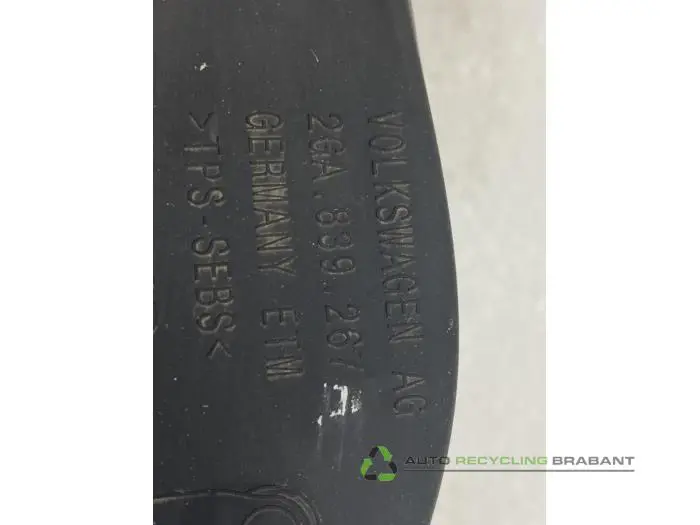 VOLKSWAGEN AG
2GA.839.267
GERMANY ETM
>TPS-SEBS<
AUTO RECYCLING BRABANT